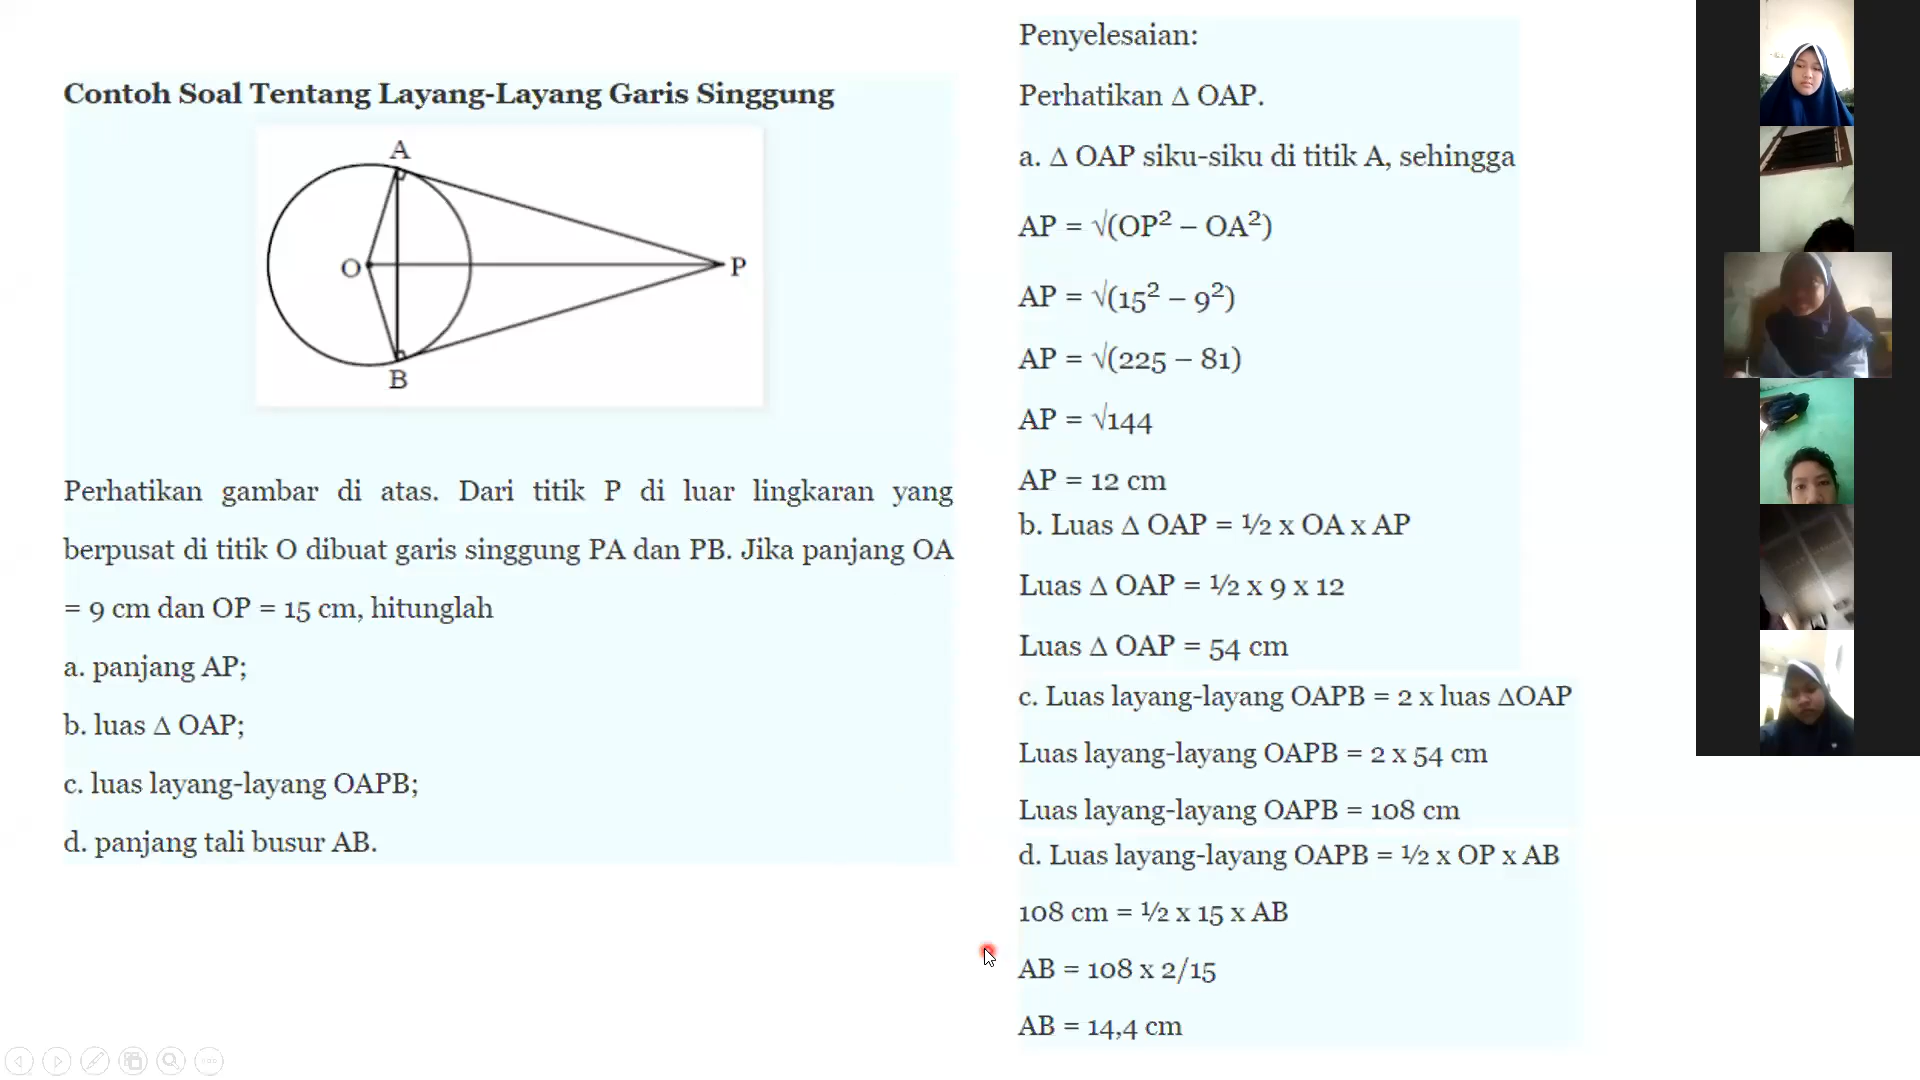 Contoh Soal Tentang Layang-Layang Garis Singgung
A
O
P
B
Perhatikan gambar di atas. Dari titik P di luar lingkaran yang
berpusat di titik O dibuat garis singgung PA dan PB. Jika panjang OA
= 9 cm dan OP = 15 cm, hitunglah
a. panjang AP;
b. luas Δ OAP;
c. luas layang-layang OAPB;
d. panjang tali busur AB.
Penyelesaian:
Perhatikan Δ OAP.
a. Δ OAP siku-siku di titik A, sehingga
AP = √(OP² – OA²)
AP = √(15² – 9²)
AP = √(225 – 81)
AP = √144
AP = 12 cm
b. Luas Δ OAP = ½ x OA x AP
Luas Δ OAP = ½ x 9 x 12
Luas Δ OAP = 54 cm
c. Luas layang-layang OAPB = 2 x luas ΔOAP
Luas layang-layang OAPB = 2 x 54 cm
Luas layang-layang OAPB = 108 cm
d. Luas layang-layang OAPB = ½ x OP x AB
108 cm = ½ x 15 x AB
AB = 108 x 2/15
AB = 14,4 cm